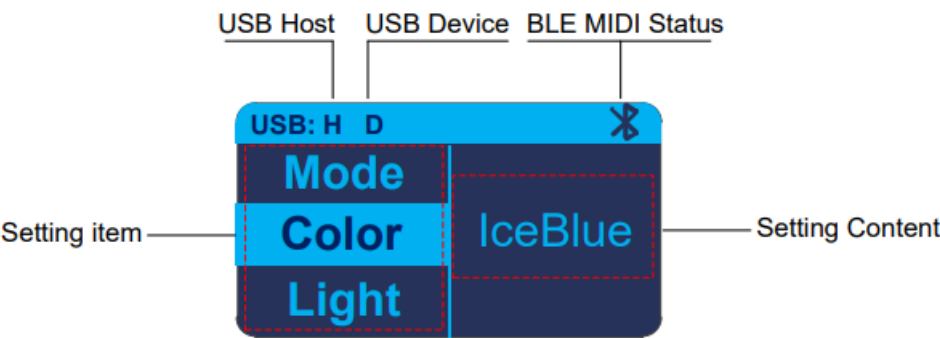 USB Host USB Device BLE MIDI Status
USB: H D
Mode
Setting item Color IceBlue Setting Content
Light